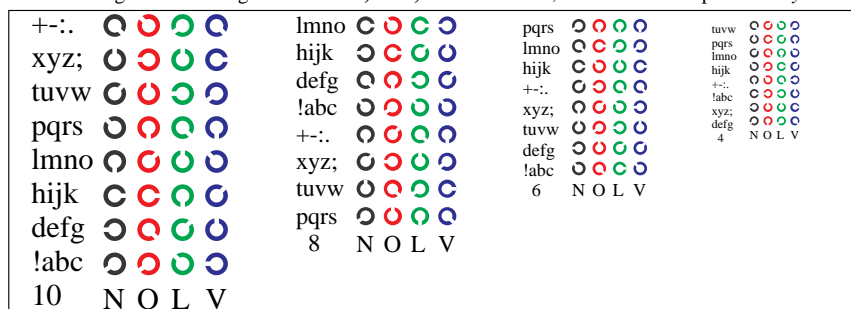 +-:.
xyz;
tuvw
pqrs
lmno
hijk
defg
!abc
10 N O L V
lmno
hijk
defg
!abc
+-:.
xyz;
tuvw
pqrs
8 N O L V
pqrs
lmno
hijk
+-:.
xyz;
tuvw
defg
!abc
6 N O L V
tuvw
pqrs
lmno
hijk
+-:.
!abc
xyz;
defg
4 N O L V